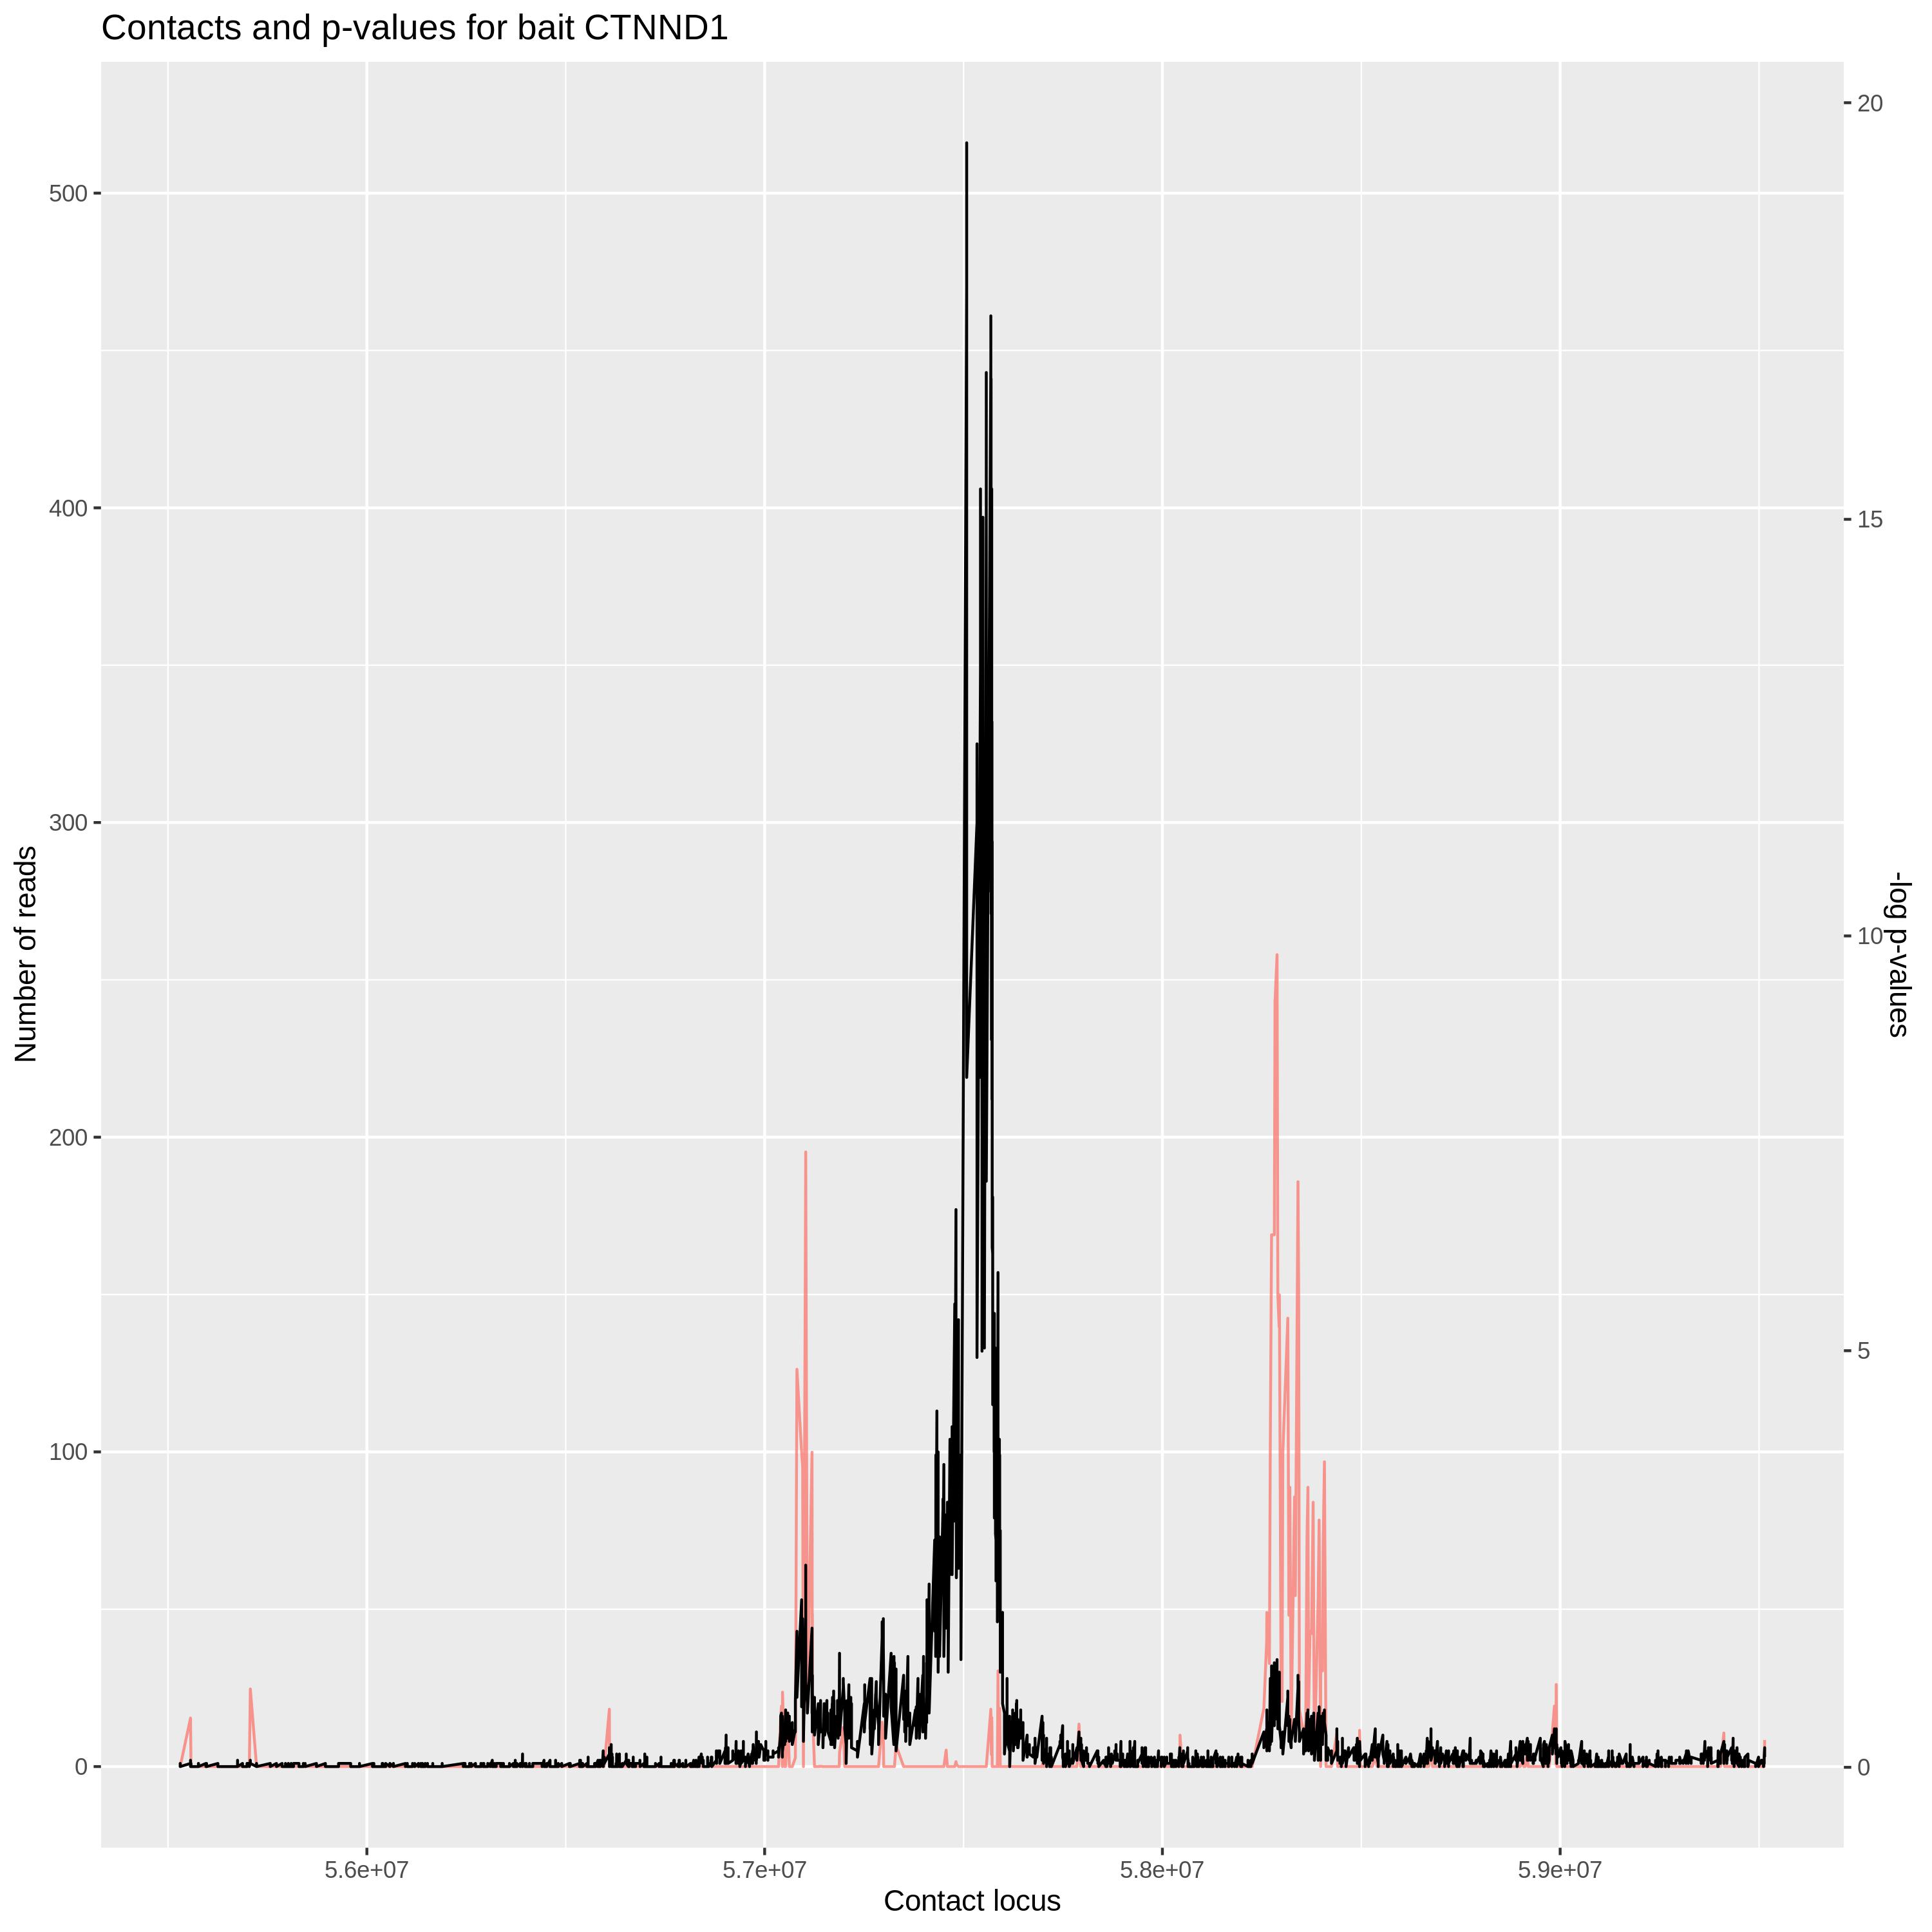 Contacts and p-values for bait CTNND1
Number of reads
500
400
300
200
100
0
20
15
10
5
0
-log p-values
5.6e+07
5.7e+07
5.8e+07
5.9e+07
Contact locus